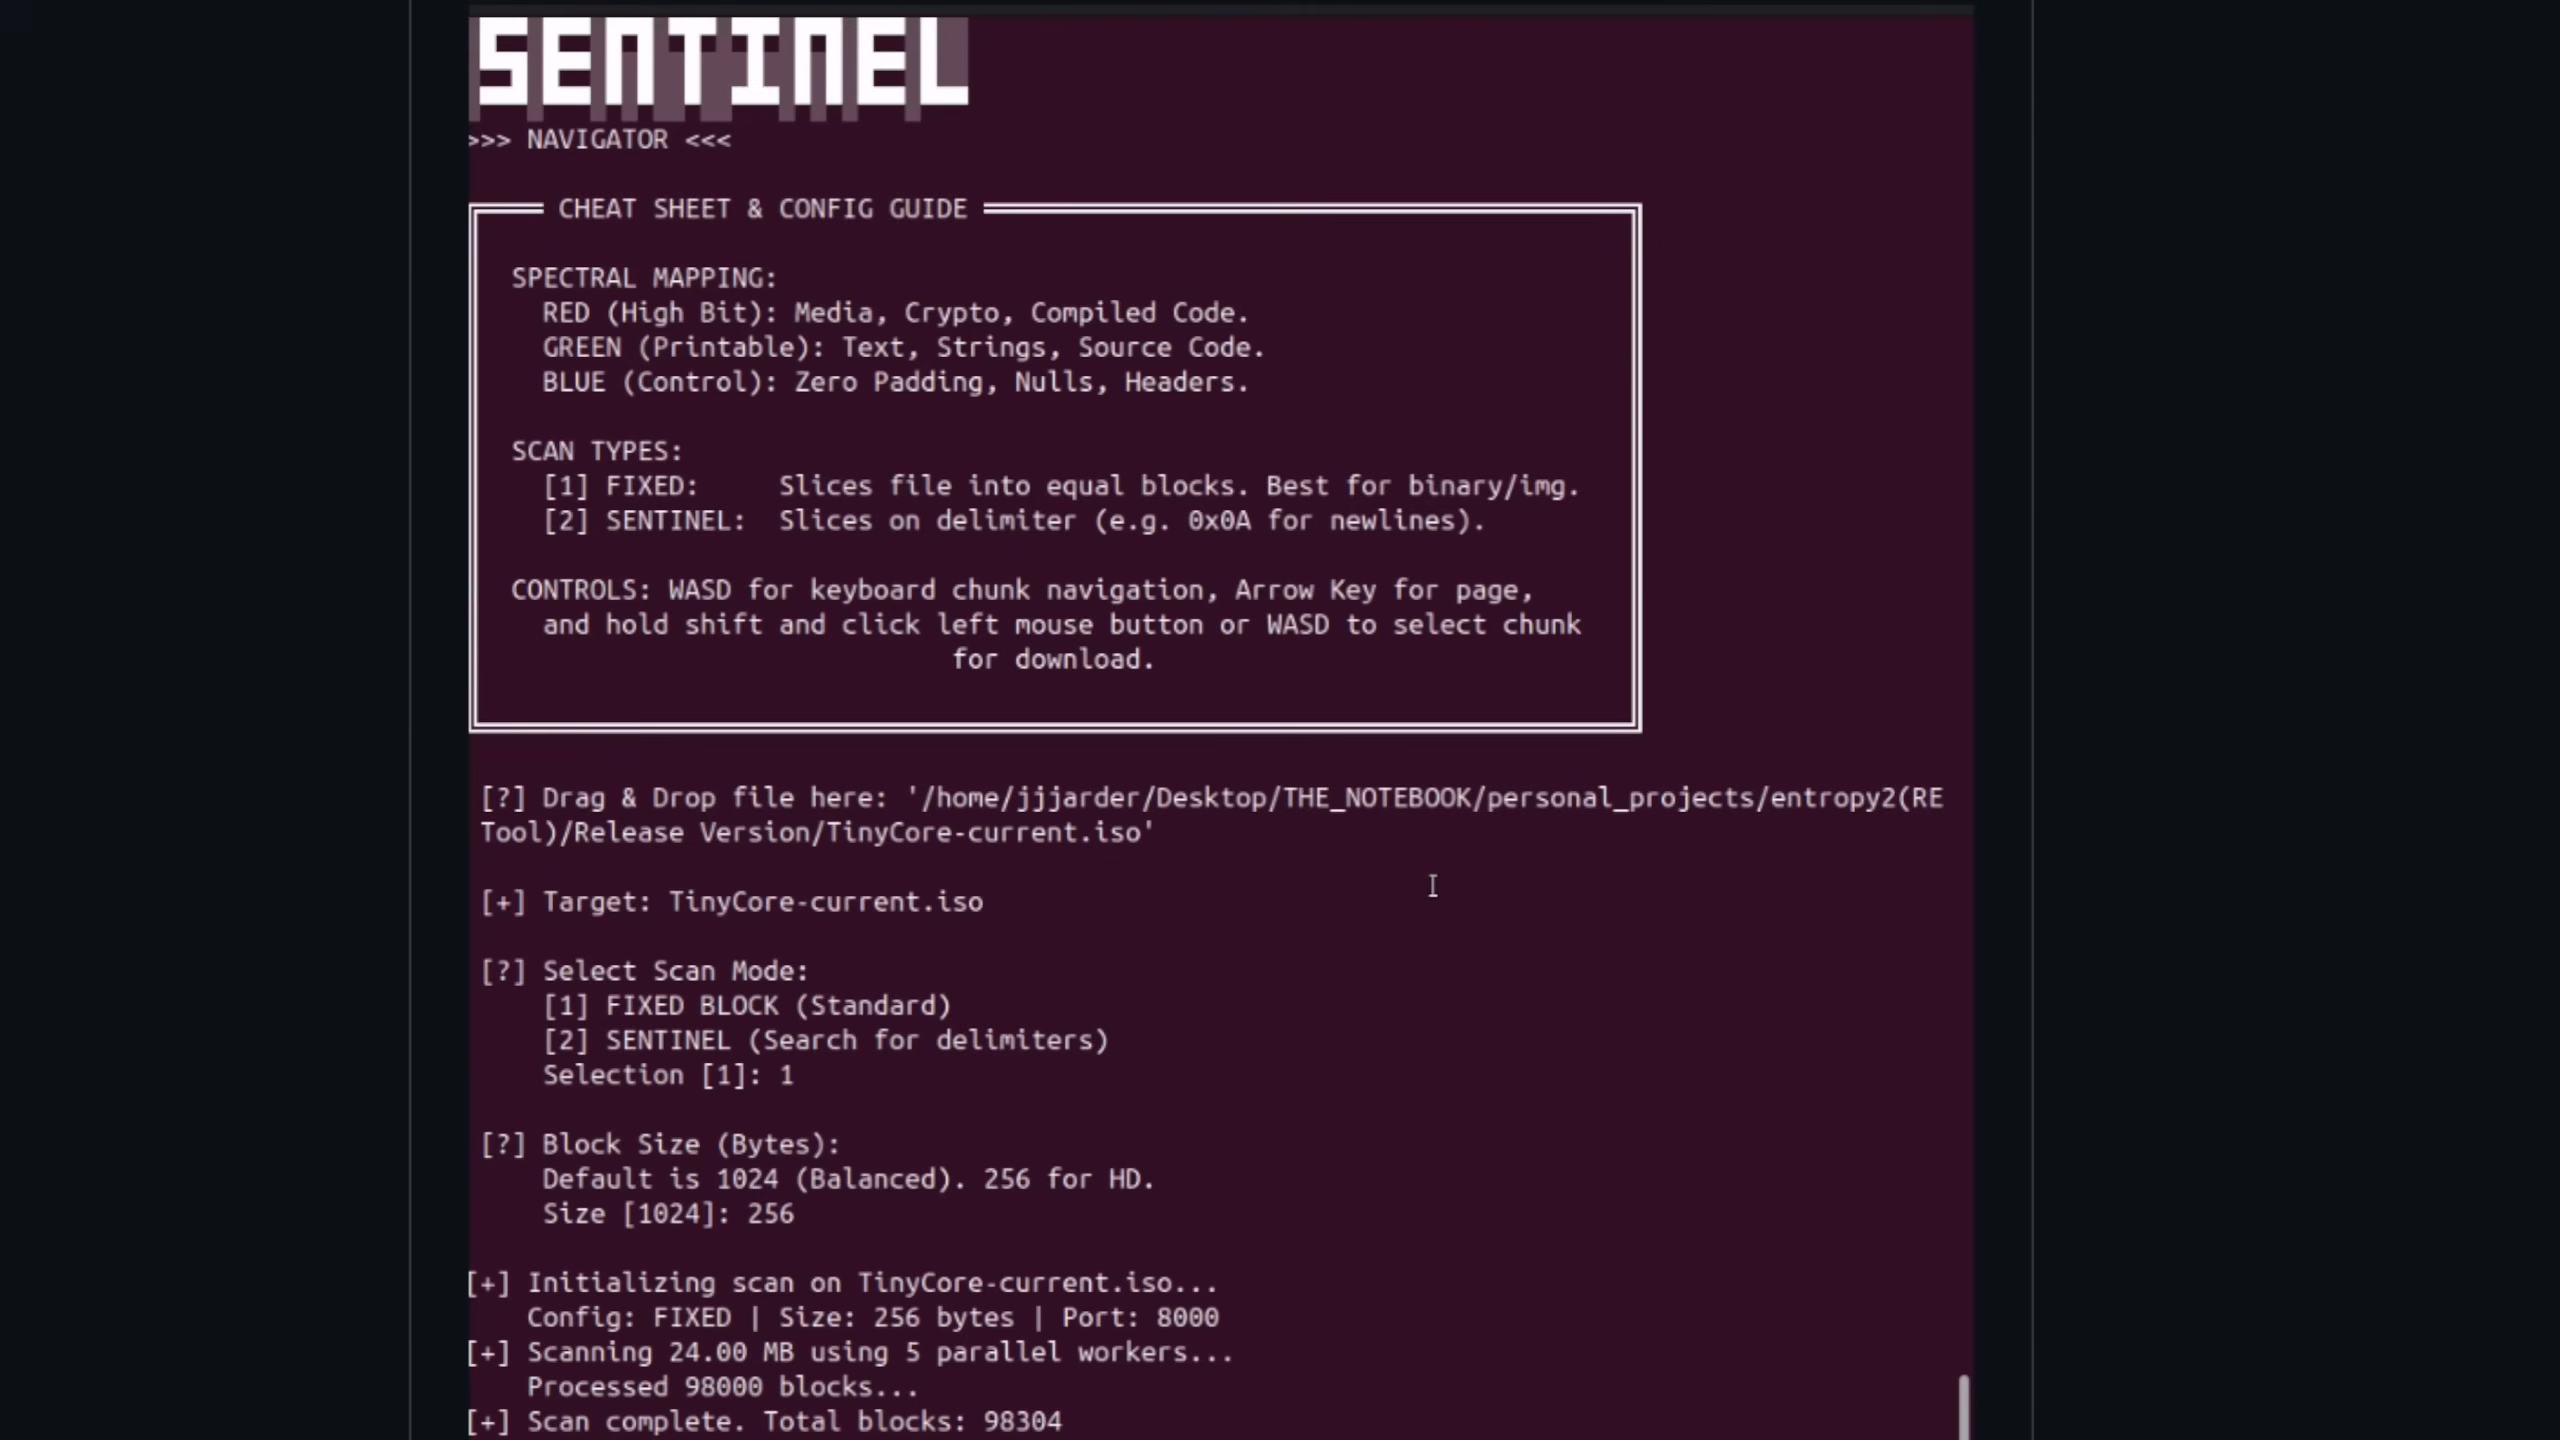 SENTINEL
>>> NAVIGATOR <<<
CHEAT SHEET & CONFIG GUIDE
SPECTRAL MAPPING:
RED (High Bit): Media, Crypto, Compiled Code.
GREEN (Printable): Text, Strings, Source Code.
BLUE (Control): Zero Padding, Nulls, Headers.
SCAN TYPES:
[1] FIXED: Slices file into equal blocks. Best for binary/img.
[2] SENTINEL: Slices on delimiter (e.g. 0x0A for newlines).
CONTROLS: WASD for keyboard chunk navigation, Arrow Key for page,
and hold shift and click left mouse button or WASD to select chunk
for download.
[?] Drag & Drop file here: '/home/jjjarder/Desktop/THE_NOTEBOOK/personal_projects/entropy2(RE
Tool)/Release Version/TinyCore-current.iso'
[+] Target: TinyCore-current.iso
[?] Select Scan Mode:
[1] FIXED BLOCK (Standard)
[2] SENTINEL (Search for delimiters)
Selection [1]: 1
[?] Block Size (Bytes):
Default is 1024 (Balanced). 256 for HD.
Size [1024]: 256
[+] Initializing scan on TinyCore-current.iso...
Config: FIXED | Size: 256 bytes | Port: 8000
[+] Scanning 24.00 MB using 5 parallel workers...
Processed 98000 blocks...
[+] Scan complete. Total blocks: 98304